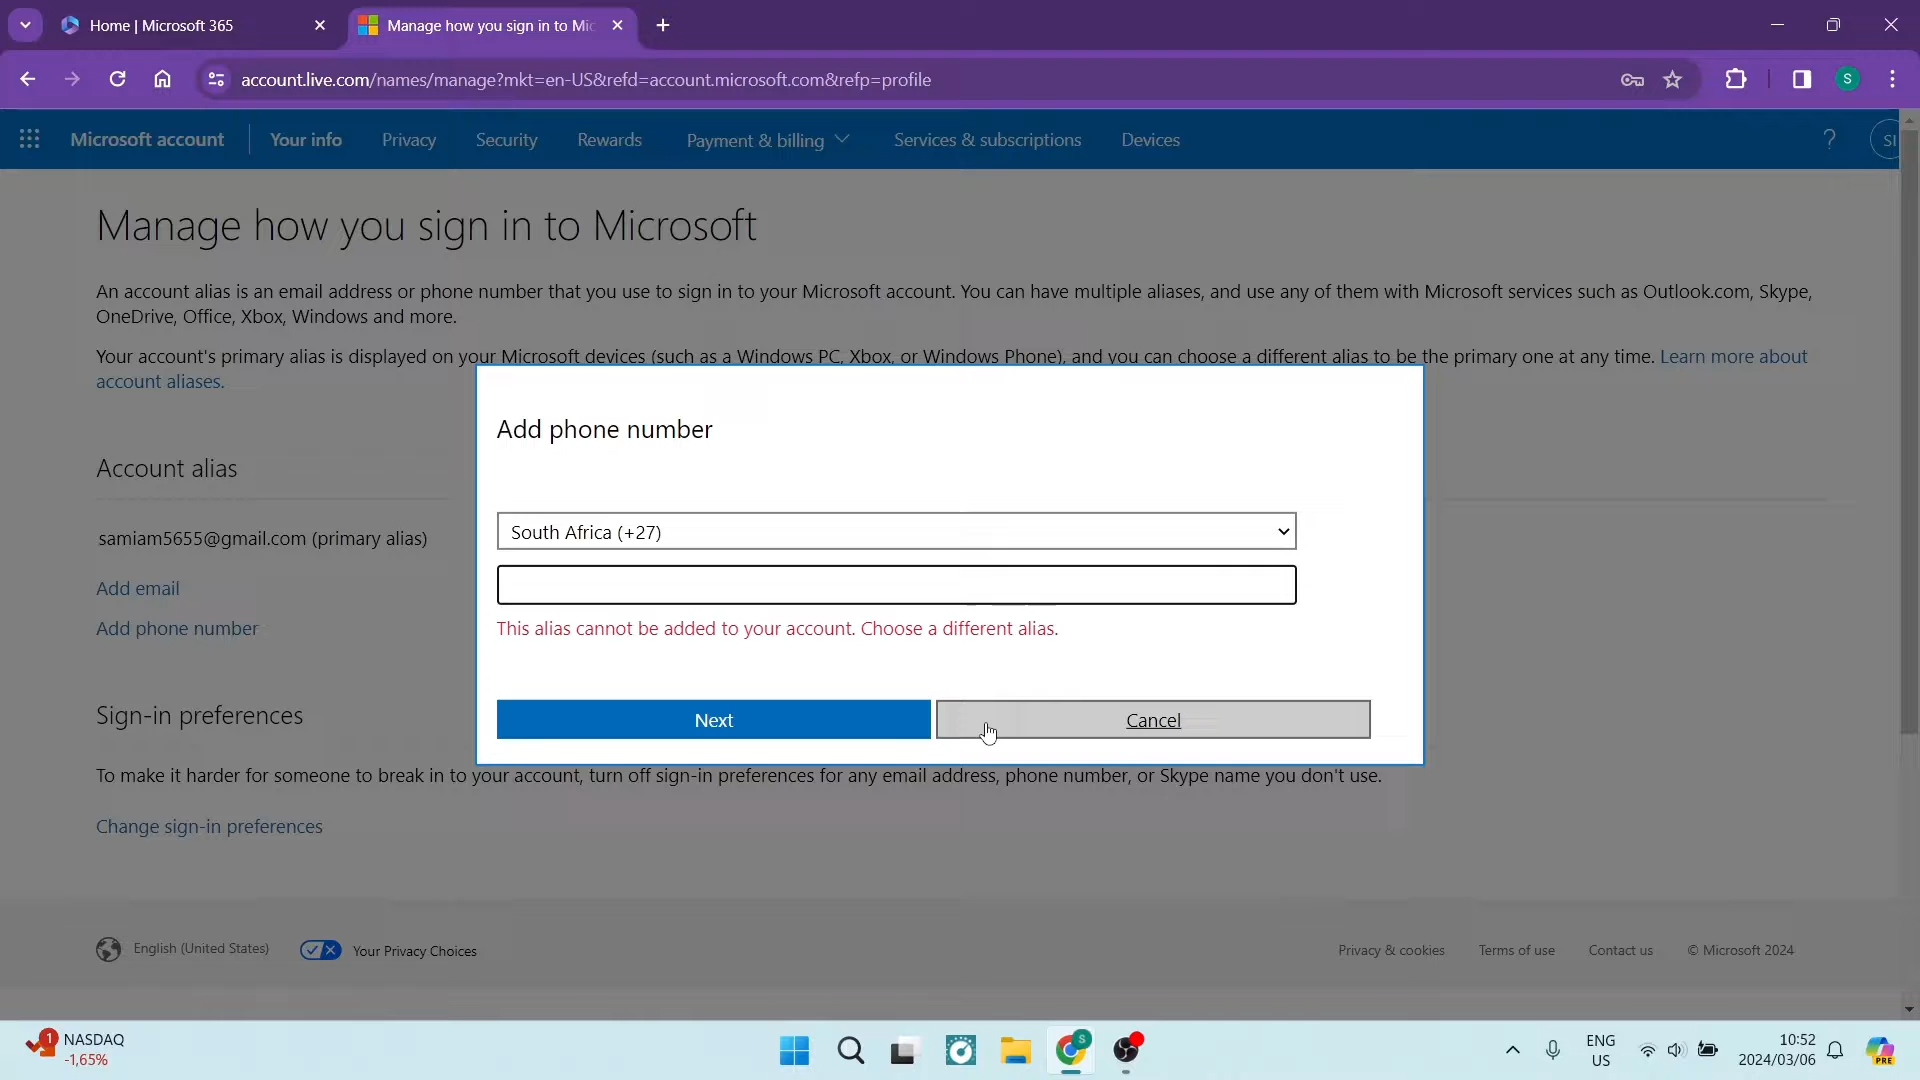 Home | Microsoft 365
Manage how you sign in to Mic
account.live.com/names/manage?mkt=en-US&refd=account.microsoft.com&refp=profile
S
Microsoft account
Your info
Privacy
Security
Rewards
Payment & billing
Services & subscriptions
Devices
?
SI
Manage how you sign in to Microsoft
An account alias is an email address or phone number that you use to sign in to your Microsoft account. You can have multiple aliases, and use any of them with Microsoft services such as Outlook.com, Skype,
OneDrive, Office, Xbox, Windows and more.
Your account's primary alias is displayed on your Microsoft devices (such as a Windows PC, Xbox, or Windows Phone), and you can choose a different alias to be the primary one at any time. Learn more about
account aliases.
Add phone number
Account alias
South Africa (+27)
samiam5655@gmail.com (primary alias)
Add email
Add phone number
This alias cannot be added to your account. Choose a different alias.
Next
Cancel
Sign-in preferences
To make it harder for someone to break in to your account, turn off sign-in preferences for any email address, phone number, or Skype name you don't use.
Change sign-in preferences
English (United States)
Your Privacy Choices
Privacy & cookies
Terms of use
Contact us
© Microsoft 2024
1
NASDAQ
-1,65%
S
ENG
US
10:52
2024/03/06
PRE